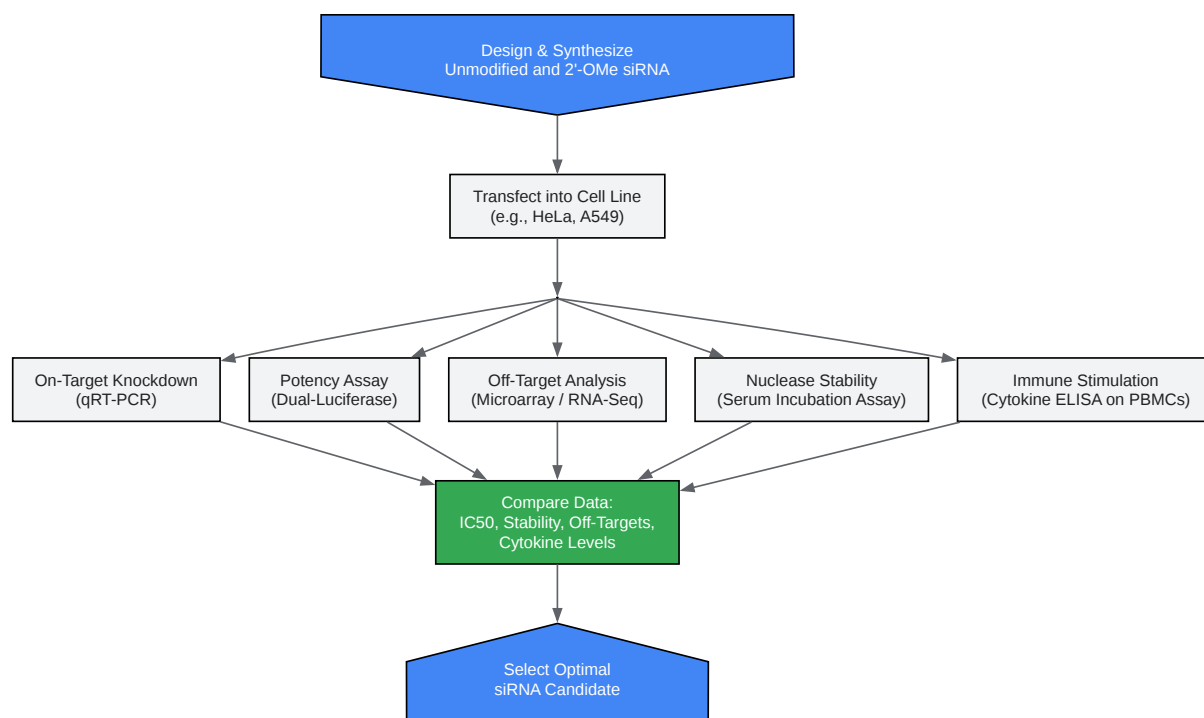 Design & Synthesize
Unmodified and 2'-OMe siRNA
Transfect into Cell Line
(e.g., HeLa, A549)
On-Target Knockdown
(qRT-PCR)
Potency Assay
(Dual-Luciferase)
Off-Target Analysis
(Microarray / RNA-Seq)
Nuclease Stability
(Serum Incubation Assay)
Immune Stimulation
(Cytokine ELISA on PBMCs)
Compare Data:
IC50, Stability, Off-Targets,
Cytokine Levels
Select Optimal
siRNA Candidate